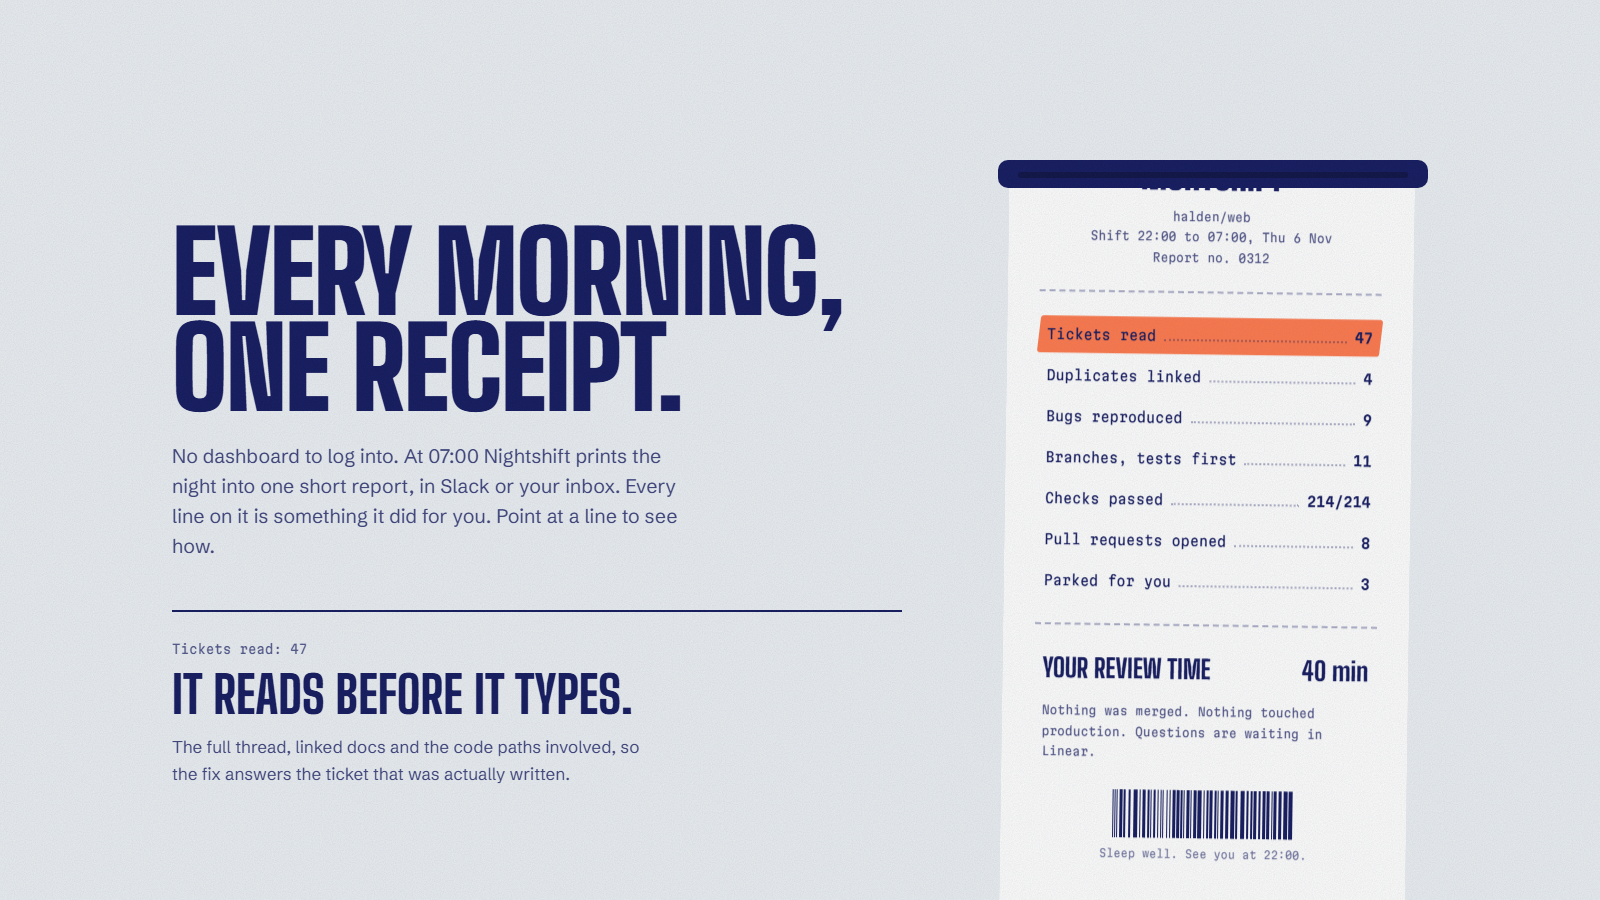 EVERY MORNING,
ONE RECEIPT.
No dashboard to log into. At 07:00 Nightshift prints the
night into one short report, in Slack or your inbox. Every
line on it is something it did for you. Point at a line to see
how.
Tickets read: 47
IT READS BEFORE IT TYPES.
The full thread, linked docs and the code paths involved, so
the fix answers the ticket that was actually written.
halden/web
Shift 22:00 to 07:00, Thu 6 Nov
Report no. 0312
Tickets read 47
Duplicates linked 4
Bugs reproduced 9
Branches, tests first 11
Checks passed 214/214
Pull requests opened 8
Parked for you 3
YOUR REVIEW TIME 40 min
Nothing was merged. Nothing touched
production. Questions are waiting in
Linear.
Sleep well. See you at 22:00.